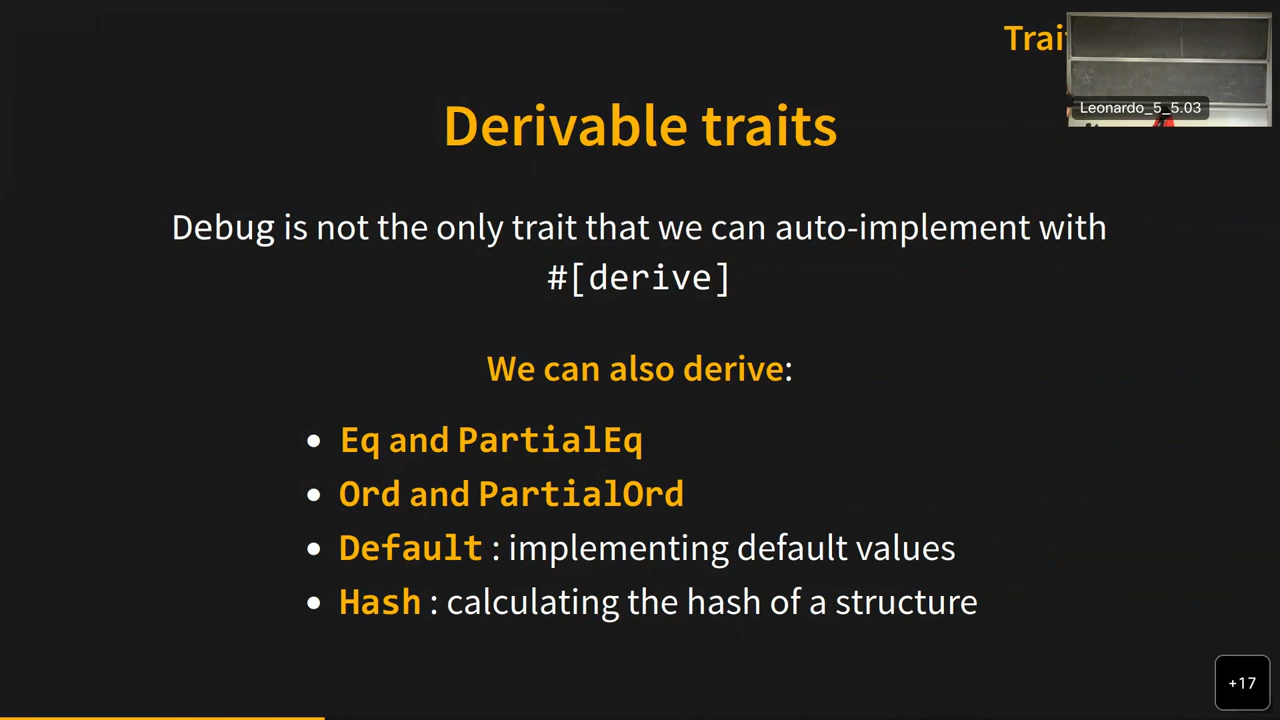 Trait
Leonardo_5_5.03
Derivable traits
Debug is not the only trait that we can auto-implement with
#[derive]
We can also derive:
• Eq and PartialEq
• Ord and PartialOrd
• Default : implementing default values
• Hash : calculating the hash of a structure
+17